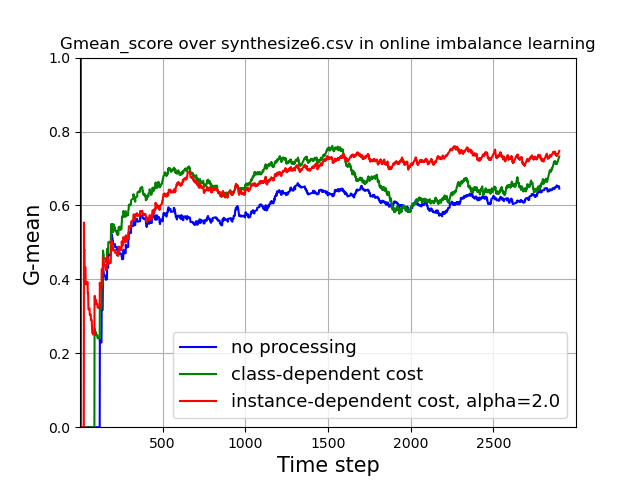 Gmean_score over synthesize6.csv in online imbalance learning
1.0
0.8
0.6
0.4
0.2
0.0
G-mean
no processing
class-dependent cost
instance-dependent cost, alpha=2.0
500 1000 1500 2000 2500
Time step